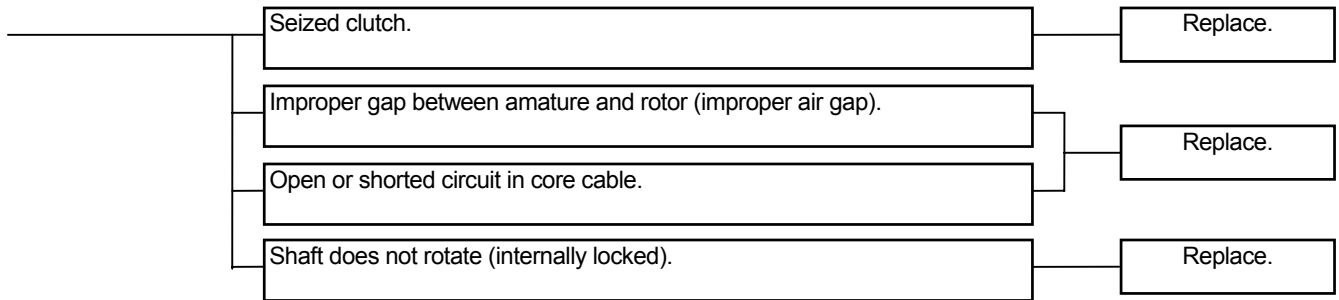 Seized clutch.
Replace.
Improper gap between amature and rotor (improper air gap).
Replace.
Open or shorted circuit in core cable.
Shaft does not rotate (internally locked).
Replace.